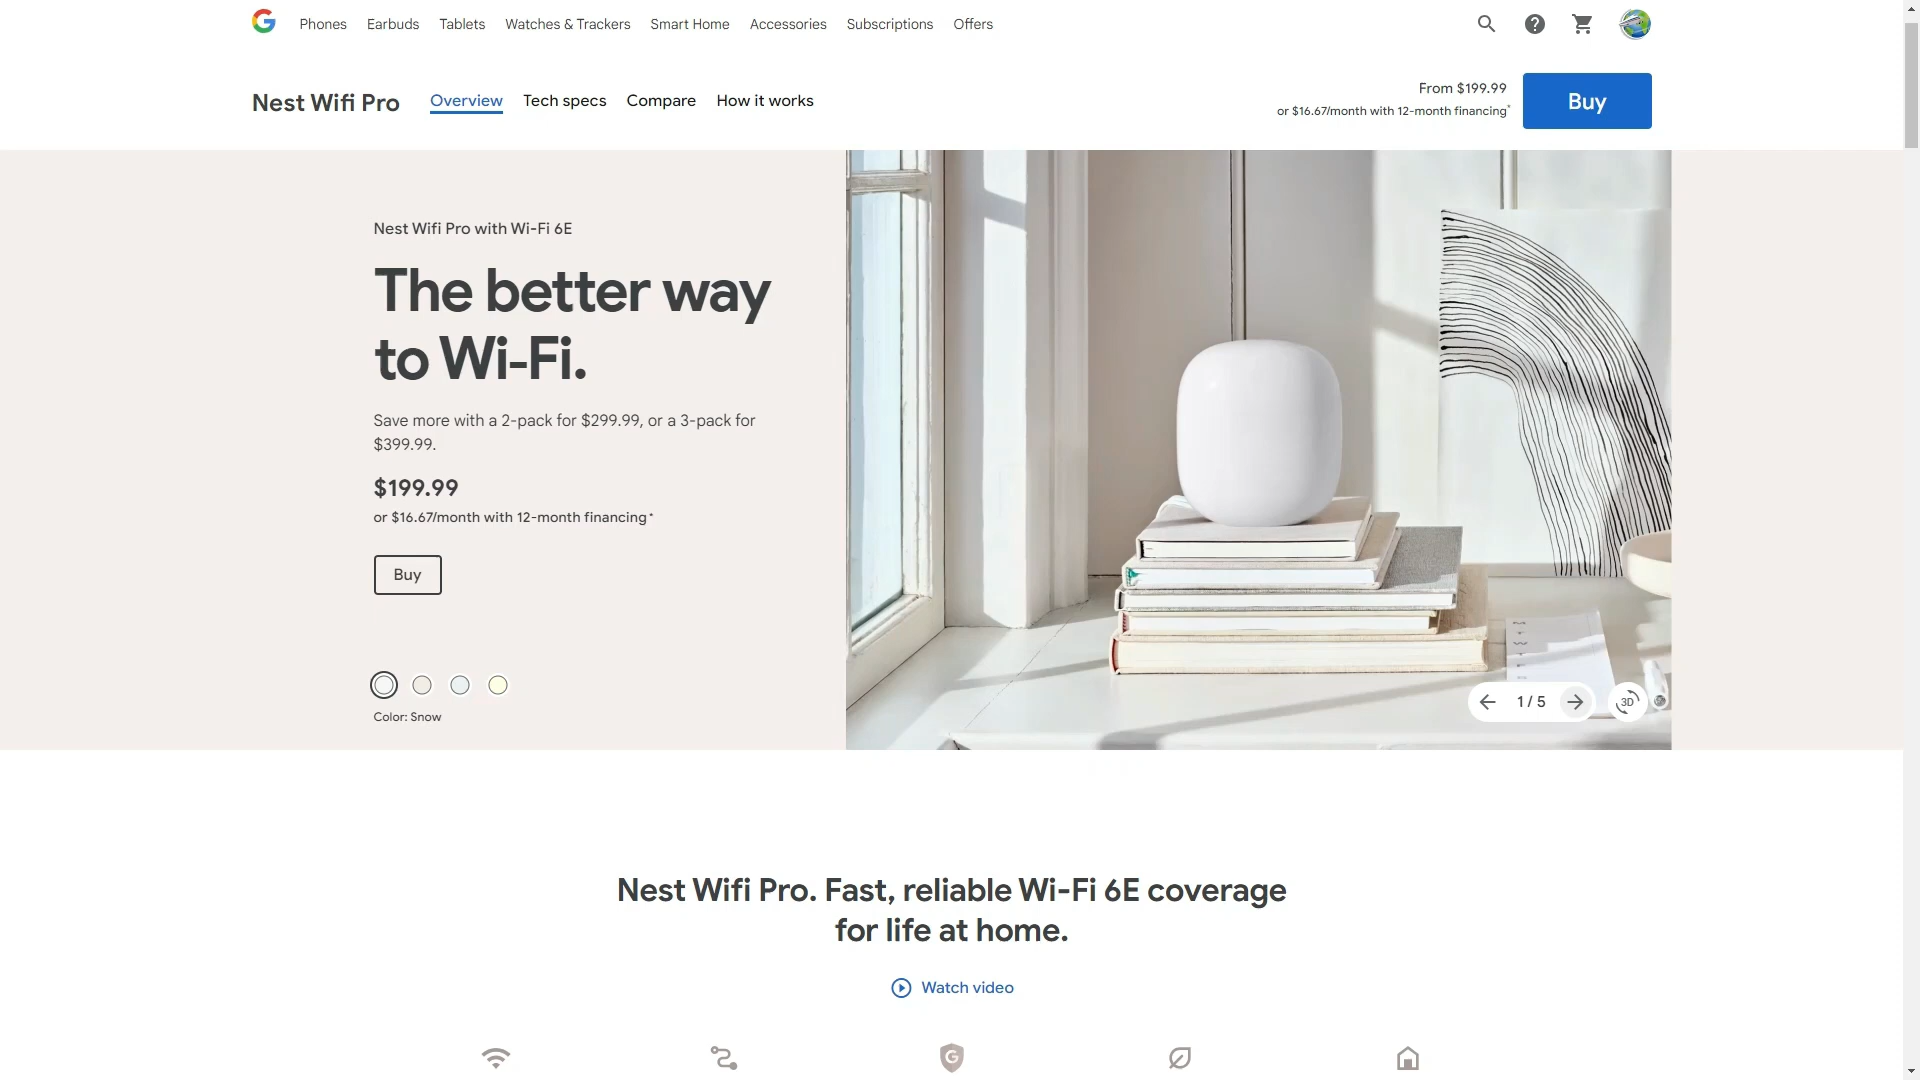 Phones Earbuds Tablets Watches & Trackers Smart Home Accessories Subscriptions Offers
Nest Wifi Pro Overview Tech specs Compare How it works
From $199.99
or $16.67/month with 12-month financing*
Buy
Nest Wifi Pro with Wi-Fi 6E
The better way
to Wi-Fi.
Save more with a 2-pack for $299.99, or a 3-pack for
$399.99.
$199.99
or $16.67/month with 12-month financing*
Buy
Color: Snow
1 / 5
3D
Nest Wifi Pro. Fast, reliable Wi-Fi 6E coverage
for life at home.
Watch video